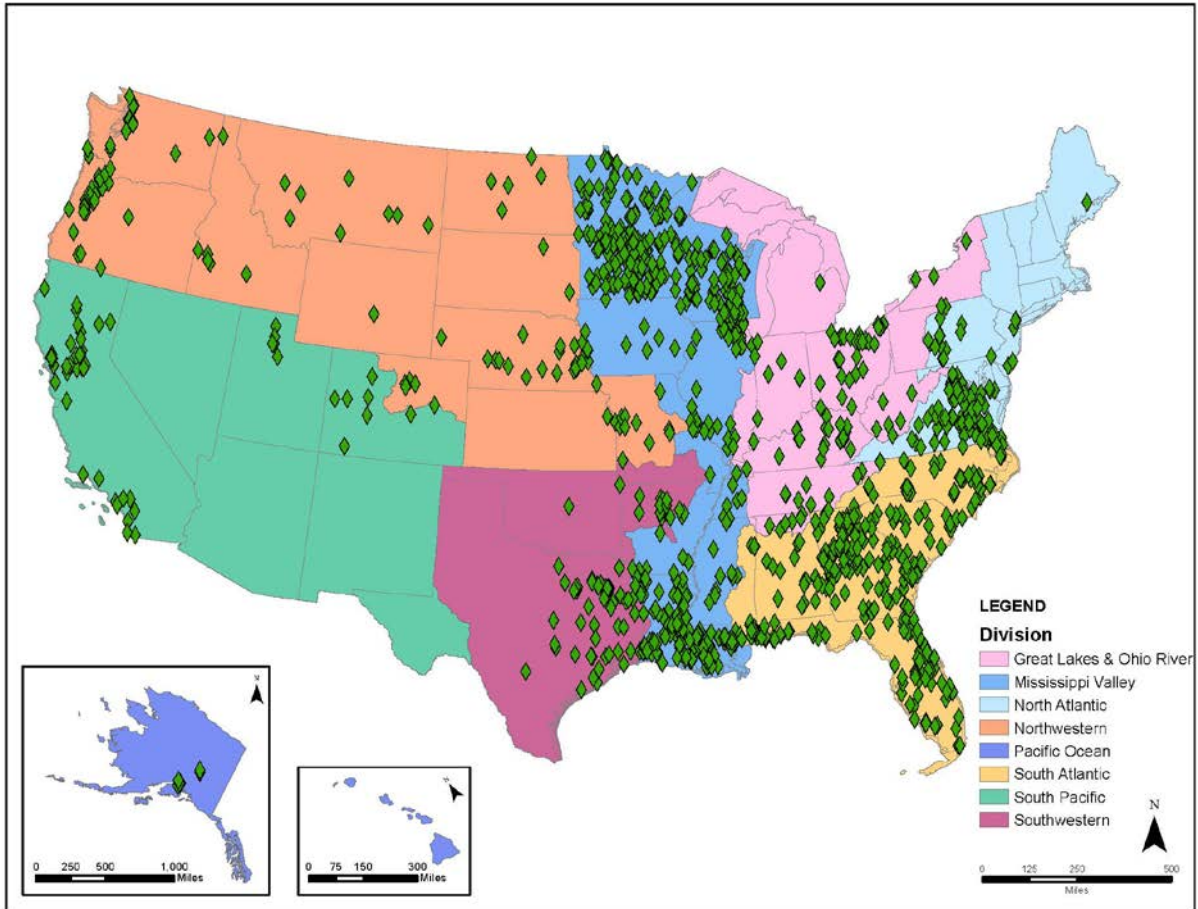 LEGEND
Division
Great Lakes & Ohio River
Mississippi Valley
North Atlantic
Northwestern
Pacific Ocean
South Atlantic
South Pacific
Southwestern
N
0 125 250 500
Miles
N
0 250 500 1,000
Miles
0 75 150 300
Miles